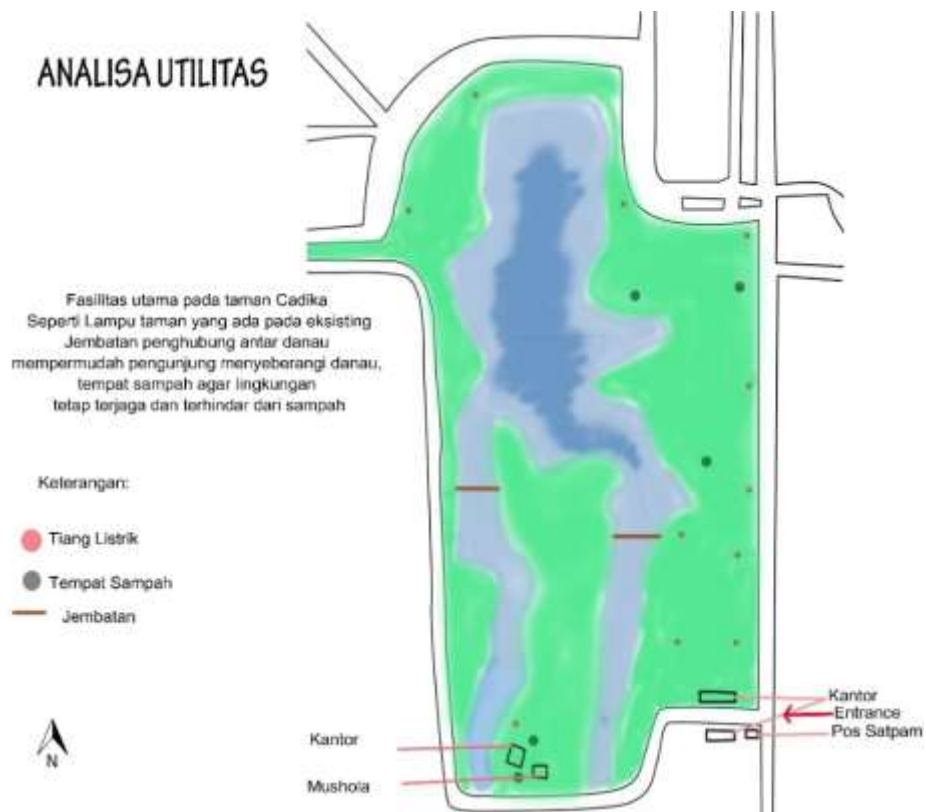 ANALISA UTILITAS
Fasilitas utama pada taman Cadika
Seperti Lampu taman yang ada pada eksisting
Jembatan penghubung antar danau
mempermudah pengunjung menyeberangi danau,
tempat sampah agar lingkungan
tetap terjaga dan terhindar dari sampah
Keterangan:
Tiang Listrik
Tempat Sampah
Jembatan
N
Kantor
Mushola
Kantor
Entrance
Pos Satpam